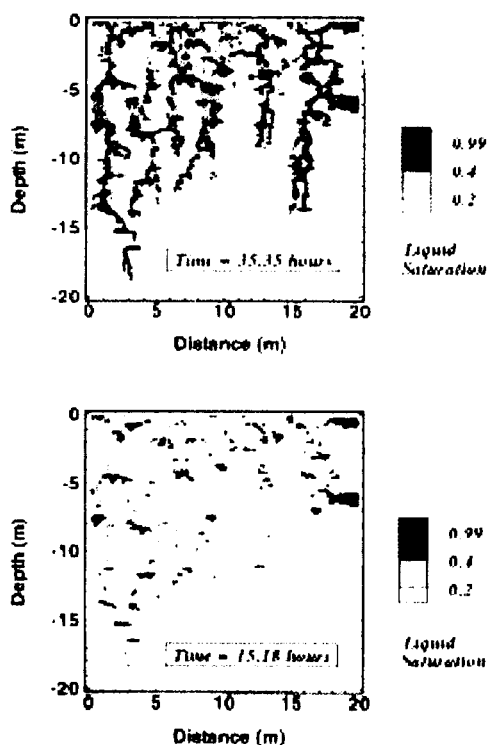 0
-5
-10
-15
-20
Depth (m)
Time = 35.35 hours
0 5 10 15 20
Distance (m)
0.99
0.4
0.2
Liquid
Saturation
0
-5
-10
-15
-20
Depth (m)
Time = 15.18 hours
0 5 10 15 20
Distance (m)
0.99
0.4
0.2
Liquid
Saturation